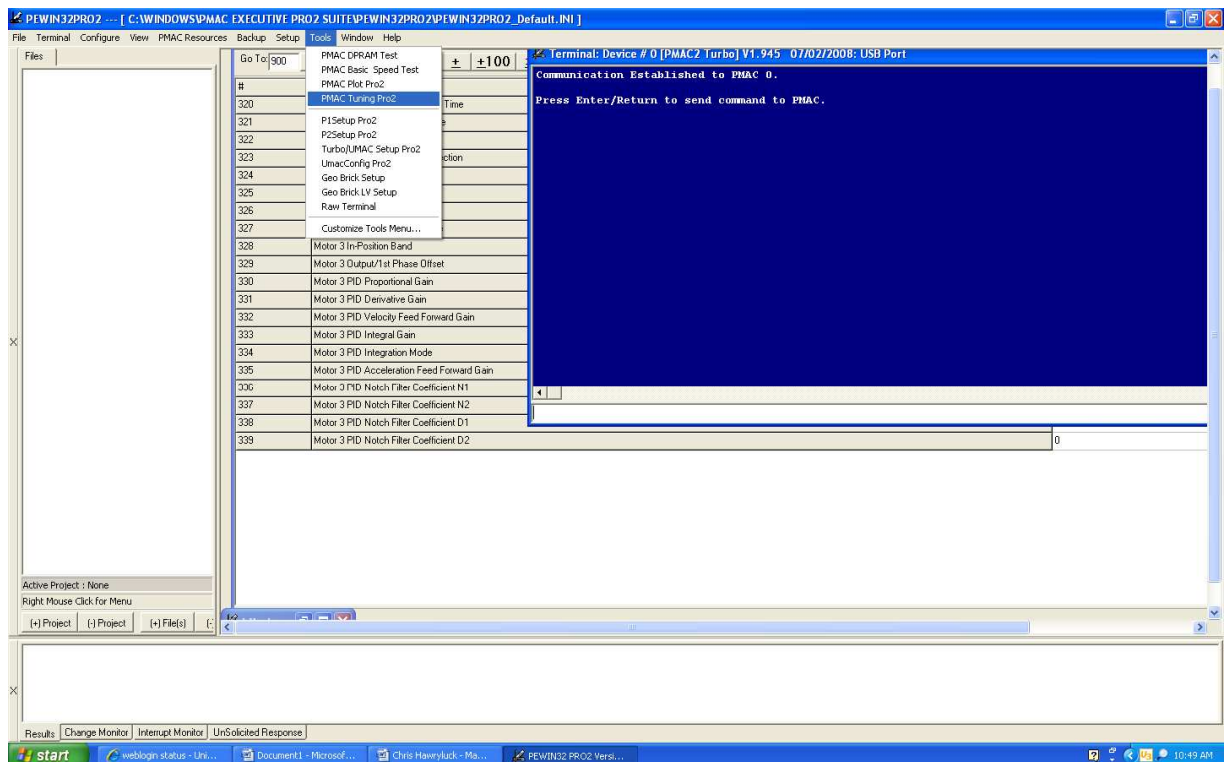 PEWIN32PRO2 --- [ C:\WINDOWS\PMAC EXECUTIVE PRO2 SUITE\PEWIN32PRO2\PEWIN32PRO2_Default.INI ]
File Terminal Configure View PMAC Resources Backup Setup Tools Window Help
Files
Go To: 900
± ±100
PMAC DPRAM Test
PMAC Basic Speed Test
PMAC Plot Pro2
PMAC Tuning Pro2
P1Setup Pro2
P2Setup Pro2
Turbo/UMAC Setup Pro2
UmacConfig Pro2
Geo Brick Setup
Geo Brick LV Setup
Raw Terminal
Customize Tools Menu...
Terminal: Device # 0 [PMAC2 Turbo] V1.945 07/02/2008: USB Port
Communication Established to PMAC 0.
Press Enter/Return to send command to PMAC.
#
320 Time
321
322
323
324
325
326
327
328 Motor 3 In-Position Band
329 Motor 3 Output/1st Phase Offset
330 Motor 3 PID Proportional Gain
331 Motor 3 PID Derivative Gain
332 Motor 3 PID Velocity Feed Forward Gain
333 Motor 3 PID Integral Gain
334 Motor 3 PID Integration Mode
335 Motor 3 PID Acceleration Feed Forward Gain
336 Motor 3 PID Notch Filter Coefficient N1
337 Motor 3 PID Notch Filter Coefficient N2
338 Motor 3 PID Notch Filter Coefficient D1
339 Motor 3 PID Notch Filter Coefficient D2 0
Active Project : None
Right Mouse Click for Menu
(+) Project (-) Project (+) File(s)
Results Change Monitor Interrupt Monitor UnSolicited Response
start weblogin status - Uni... Document1 - Microsof... Chris Hawryluck - Ma... PEWIN32 PRO2 Versi... 10:49 AM